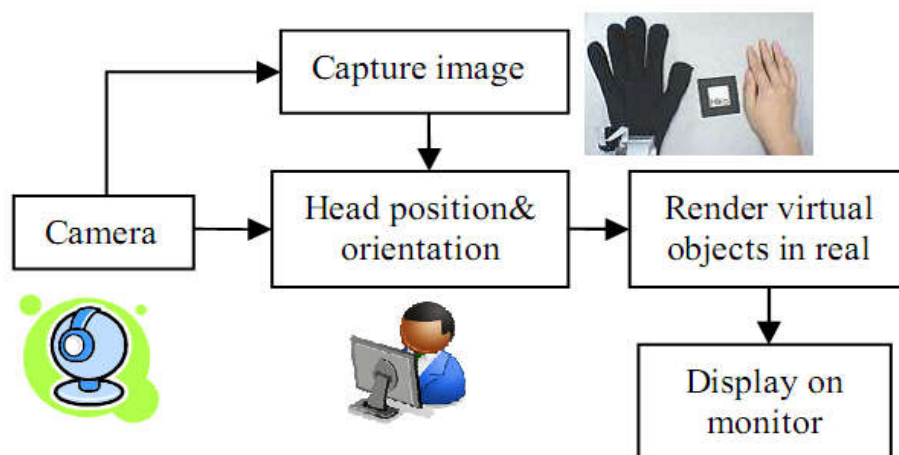 Capture image
Camera
Head position&
orientation
Render virtual
objects in real
Display on
monitor